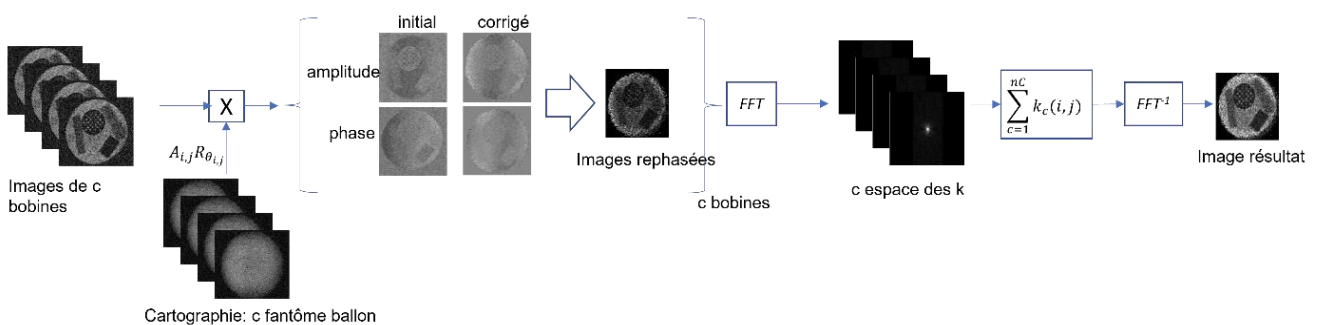 Images de c
bobines
X
A_{i,j}R_{θ_{i,j}}
Cartographie: c fantôme ballon
initial
corrigé
amplitude
phase
Images rephasées
c bobines
FFT
c espace des k
\sum_{c=1}^{nC} k_c(i,j)
FFT^{-1}
Image résultat